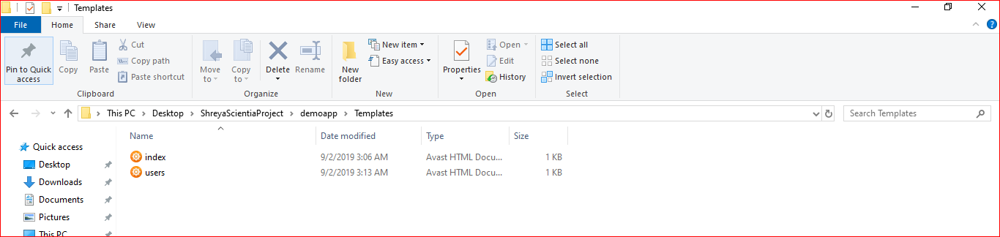 Templates
File Home Share View
Pin to Quick access
Copy
Paste
Cut
Copy path
Paste shortcut
Clipboard
Move to
Copy to
Delete
Rename
Organize
New folder
New item
Easy access
New
Properties
Open
Edit
History
Open
Select all
Select none
Invert selection
Select
This PC > Desktop > ShreyaScientiaProject > demoapp > Templates
Search Templates
Name Date modified Type Size
index 9/2/2019 3:06 AM Avast HTML Docu... 1 KB
users 9/2/2019 3:13 AM Avast HTML Docu... 1 KB
Quick access
Desktop
Downloads
Documents
Pictures
This PC